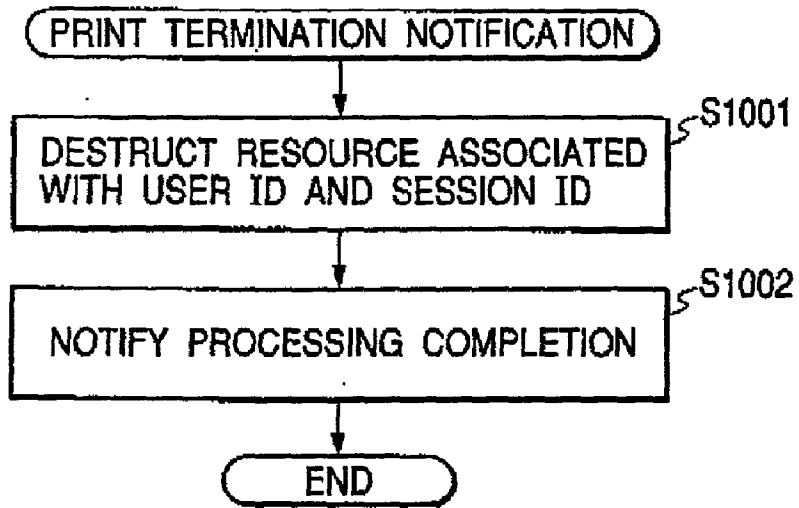 PRINT TERMINATION NOTIFICATION
S1001
DESTRUCT RESOURCE ASSOCIATED
WITH USER ID AND SESSION ID
S1002
NOTIFY PROCESSING COMPLETION
END